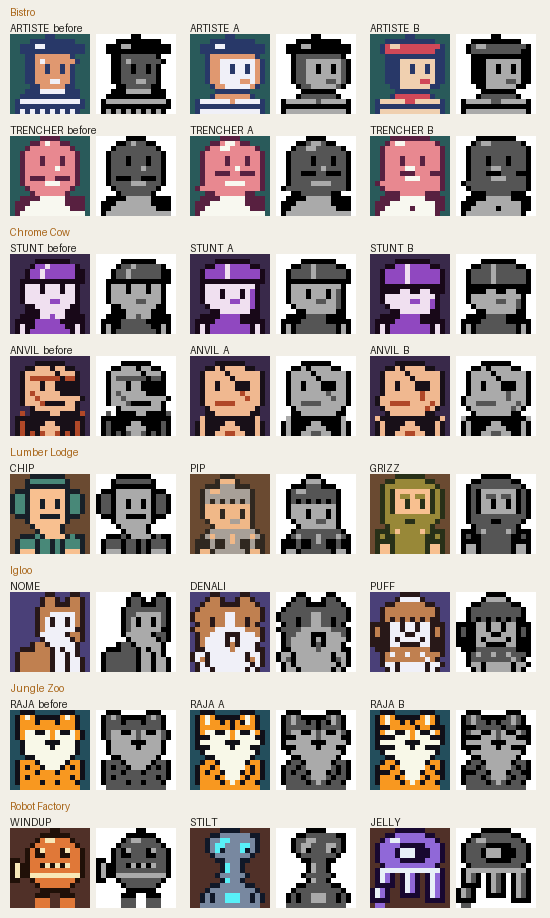 Bistro
ARTISTE before ARTISTE A ARTISTE B
TRENCHER before TRENCHER A TRENCHER B
Chrome Cow
STUNT before STUNT A STUNT B
ANVIL before ANVIL A ANVIL B
Lumber Lodge
CHIP PIP GRIZZ
Igloo
NOME DENALI PUFF
Jungle Zoo
RAJA before RAJA A RAJA B
Robot Factory
WINDUP STILT JELLY